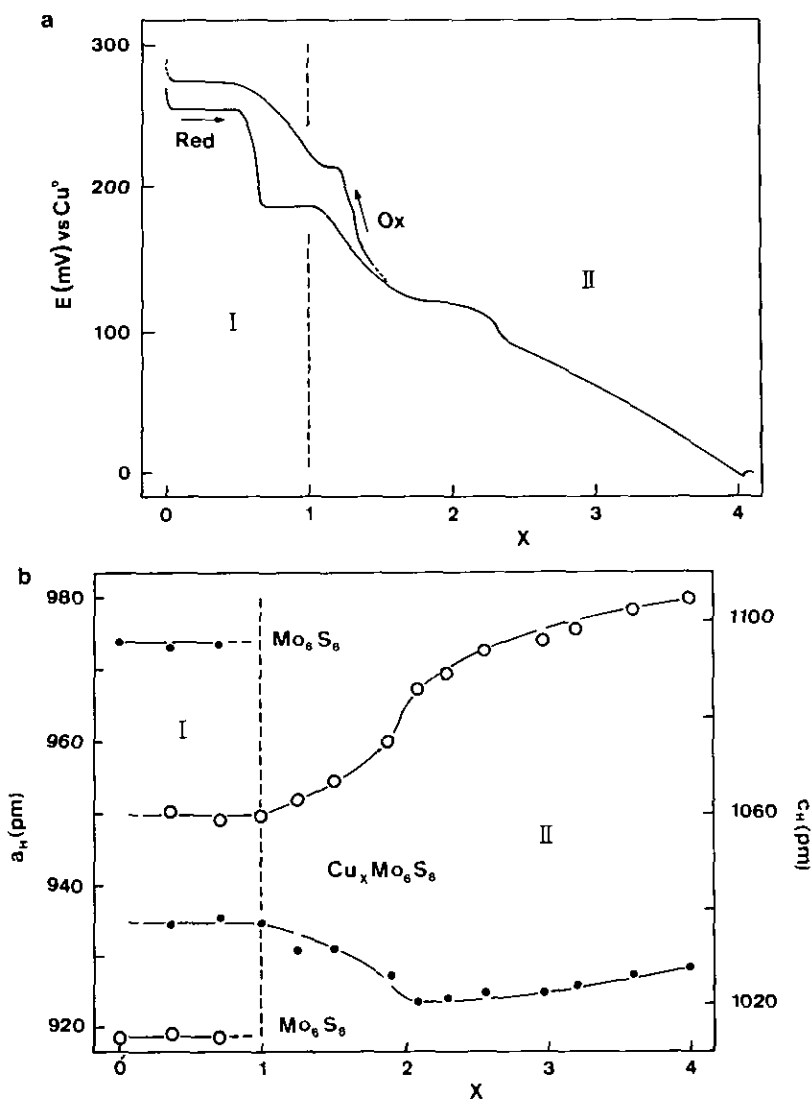 a
300
200
100
0
E (mV) vs Cu°
Red
Ox
I
II
0 1 2 3 4
X
b
980
960
940
920
a_H (pm)
1100
1060
1020
c_H (pm)
Mo₆S₈
I
II
CuₓMo₆S₈
Mo₆S₈
0 1 2 3 4
X